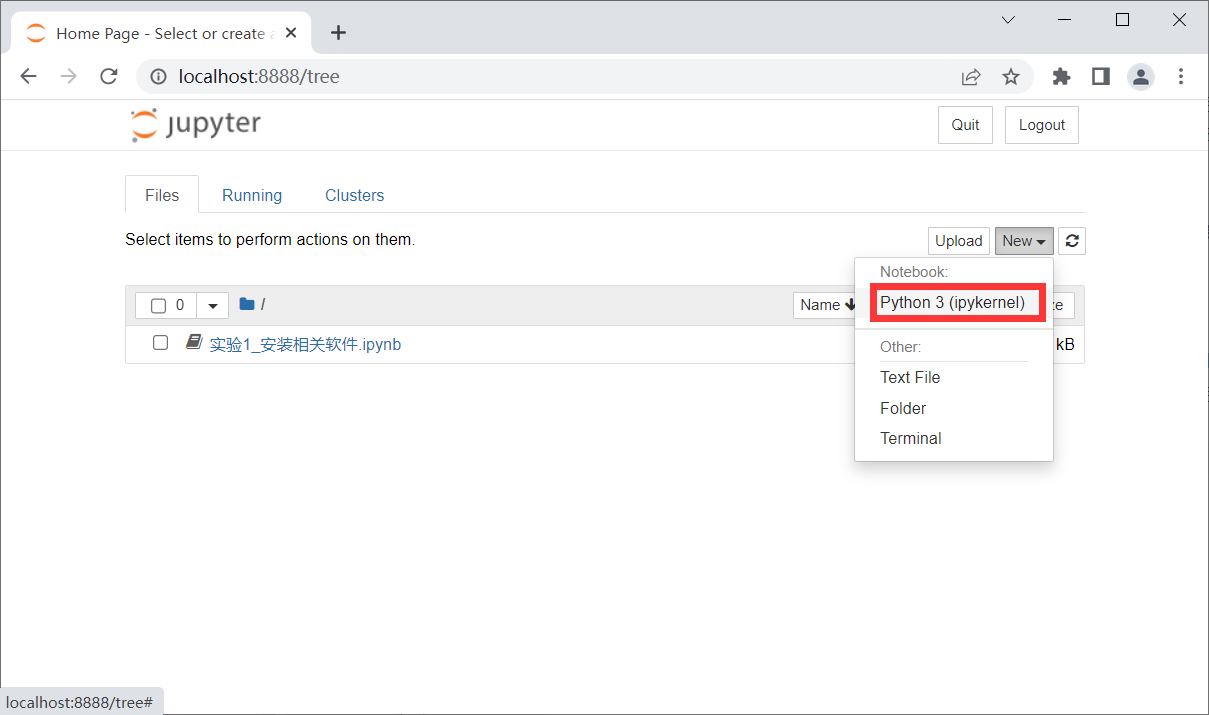 Home Page - Select or create a
localhost:8888/tree
jupyter
Quit Logout
Files Running Clusters
Select items to perform actions on them.
Upload New
Notebook:
Python 3 (ipykernel)
Other:
Text File
Folder
Terminal
0 / Name ze
实验1_安装相关软件.ipynb kB
localhost:8888/tree#